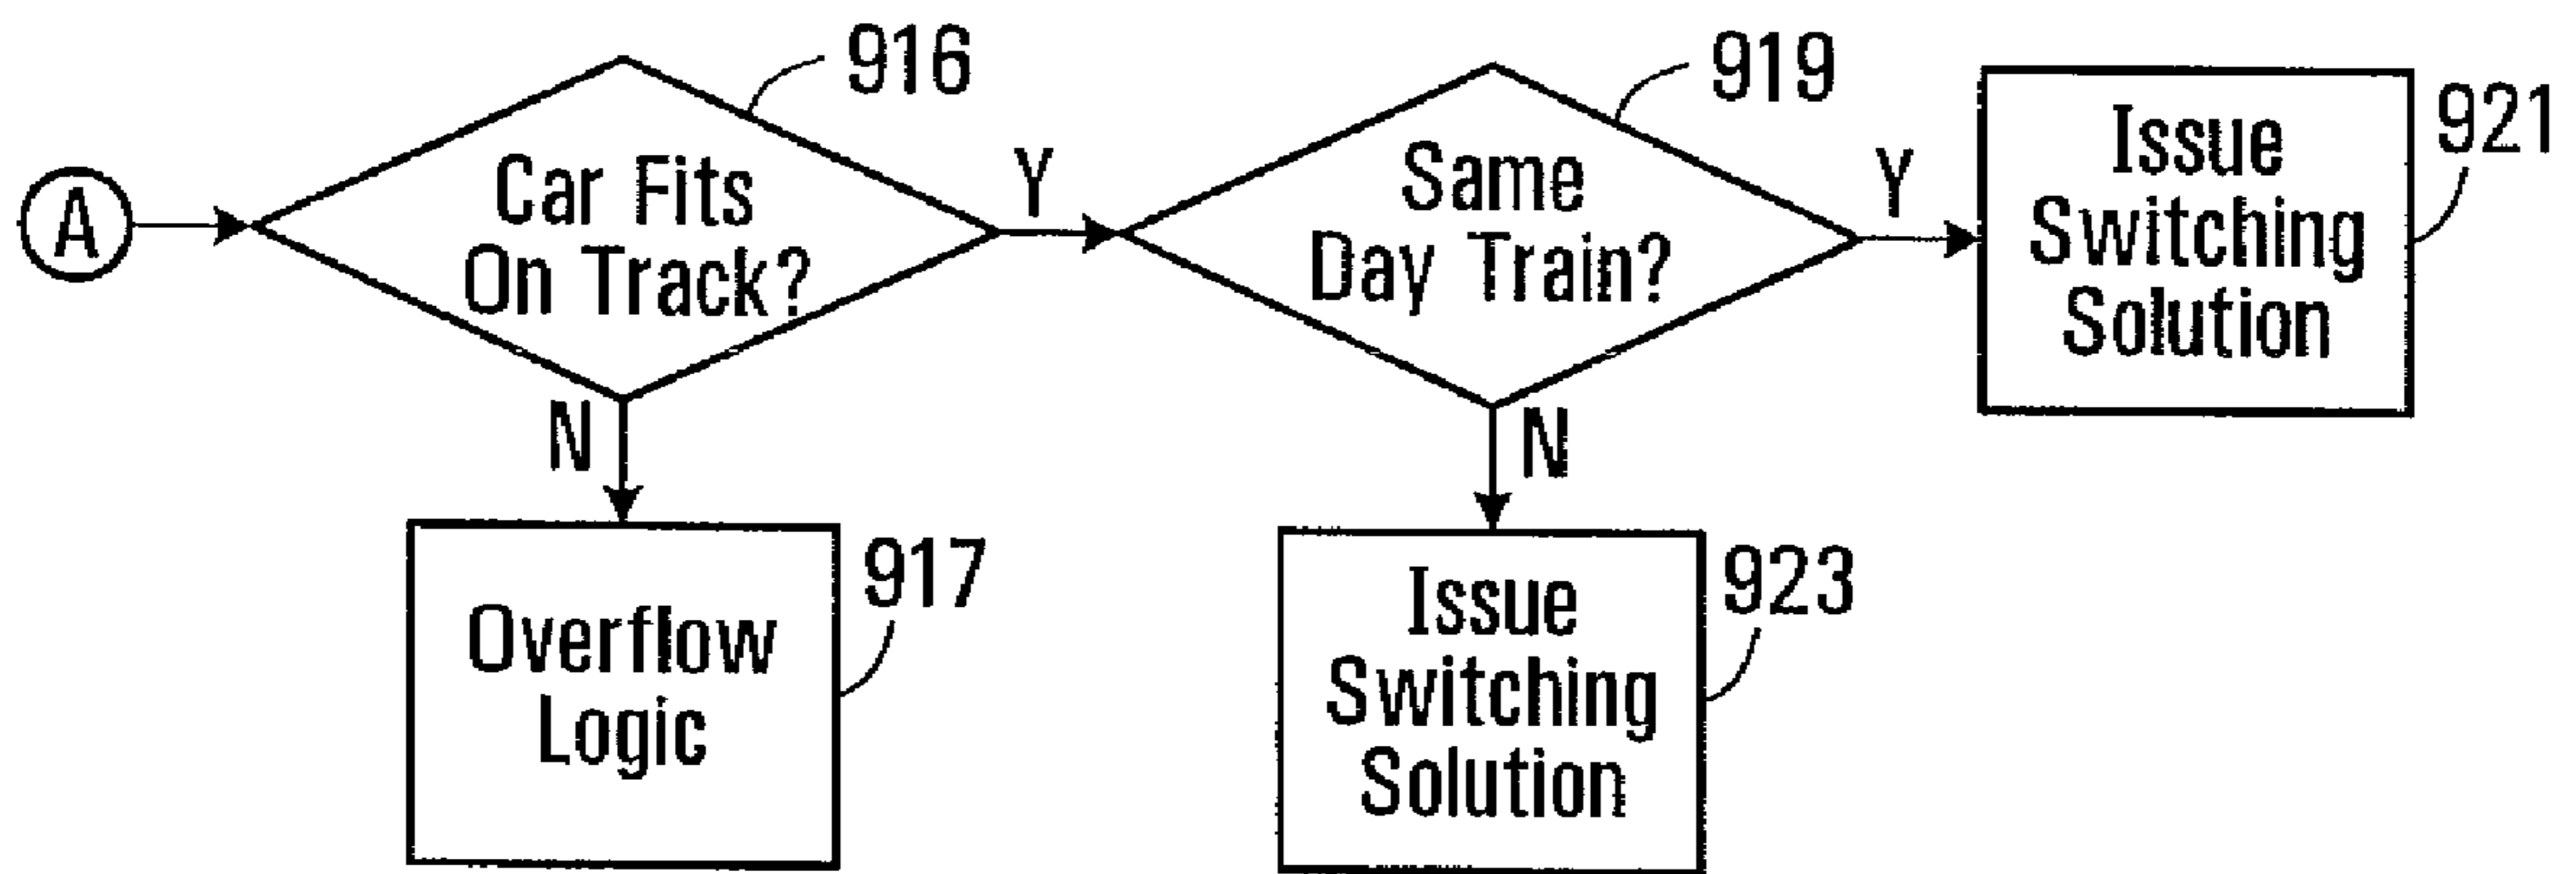 A
Car Fits
On Track?
916
Y
N
Overflow
Logic
917
Same
Day Train?
919
Y
N
Issue
Switching
Solution
921
Issue
Switching
Solution
923